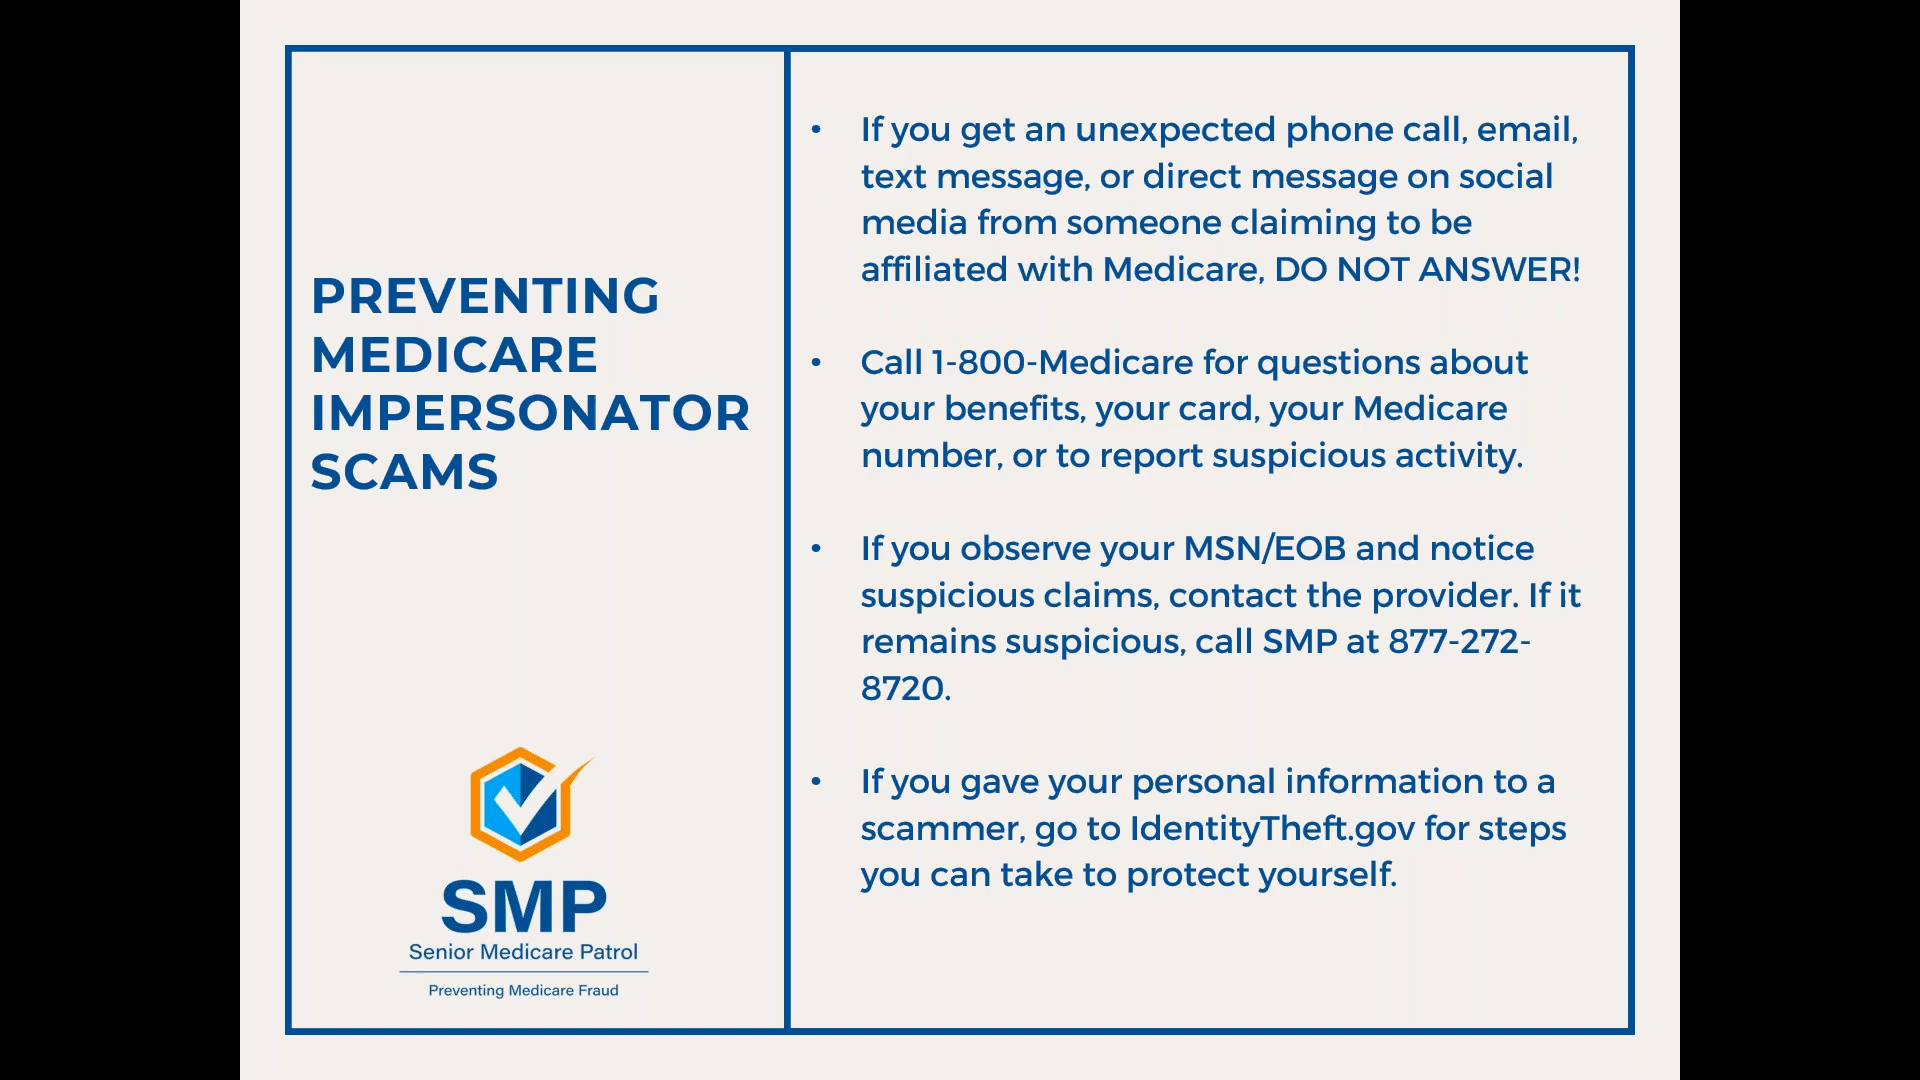 PREVENTING
MEDICARE
IMPERSONATOR
SCAMS
SMP
Senior Medicare Patrol
Preventing Medicare Fraud
• If you get an unexpected phone call, email,
text message, or direct message on social
media from someone claiming to be
affiliated with Medicare, DO NOT ANSWER!
• Call 1-800-Medicare for questions about
your benefits, your card, your Medicare
number, or to report suspicious activity.
• If you observe your MSN/EOB and notice
suspicious claims, contact the provider. If it
remains suspicious, call SMP at 877-272-
8720.
• If you gave your personal information to a
scammer, go to IdentityTheft.gov for steps
you can take to protect yourself.